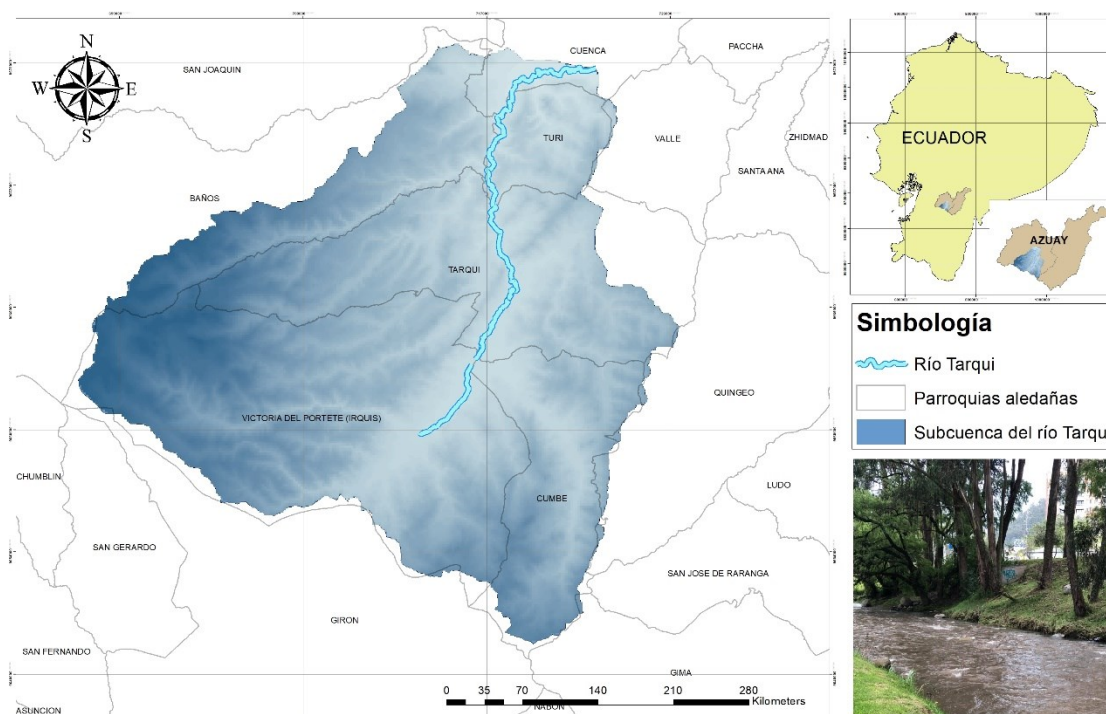 N
W
E
S
SAN JOAQUIN
CUENCA
PACCHA
TURI
VALLE
ZHIDMAD
SANTA ANA
BAÑOS
TARQUI
QUINGEO
VICTORIA DEL PORTETE (IRQUIS)
CHUMBLIN
CUMBE
LUDO
SAN GERARDO
SAN JOSE DE RARANGA
GIRON
SAN FERNANDO
GIMA
ASUNCION
NABON
0 35 70 140 210 280
Kilometers
ECUADOR
AZUAY
Simbología
Río Tarqui
Parroquias aledañas
Subcuenca del río Tarqu